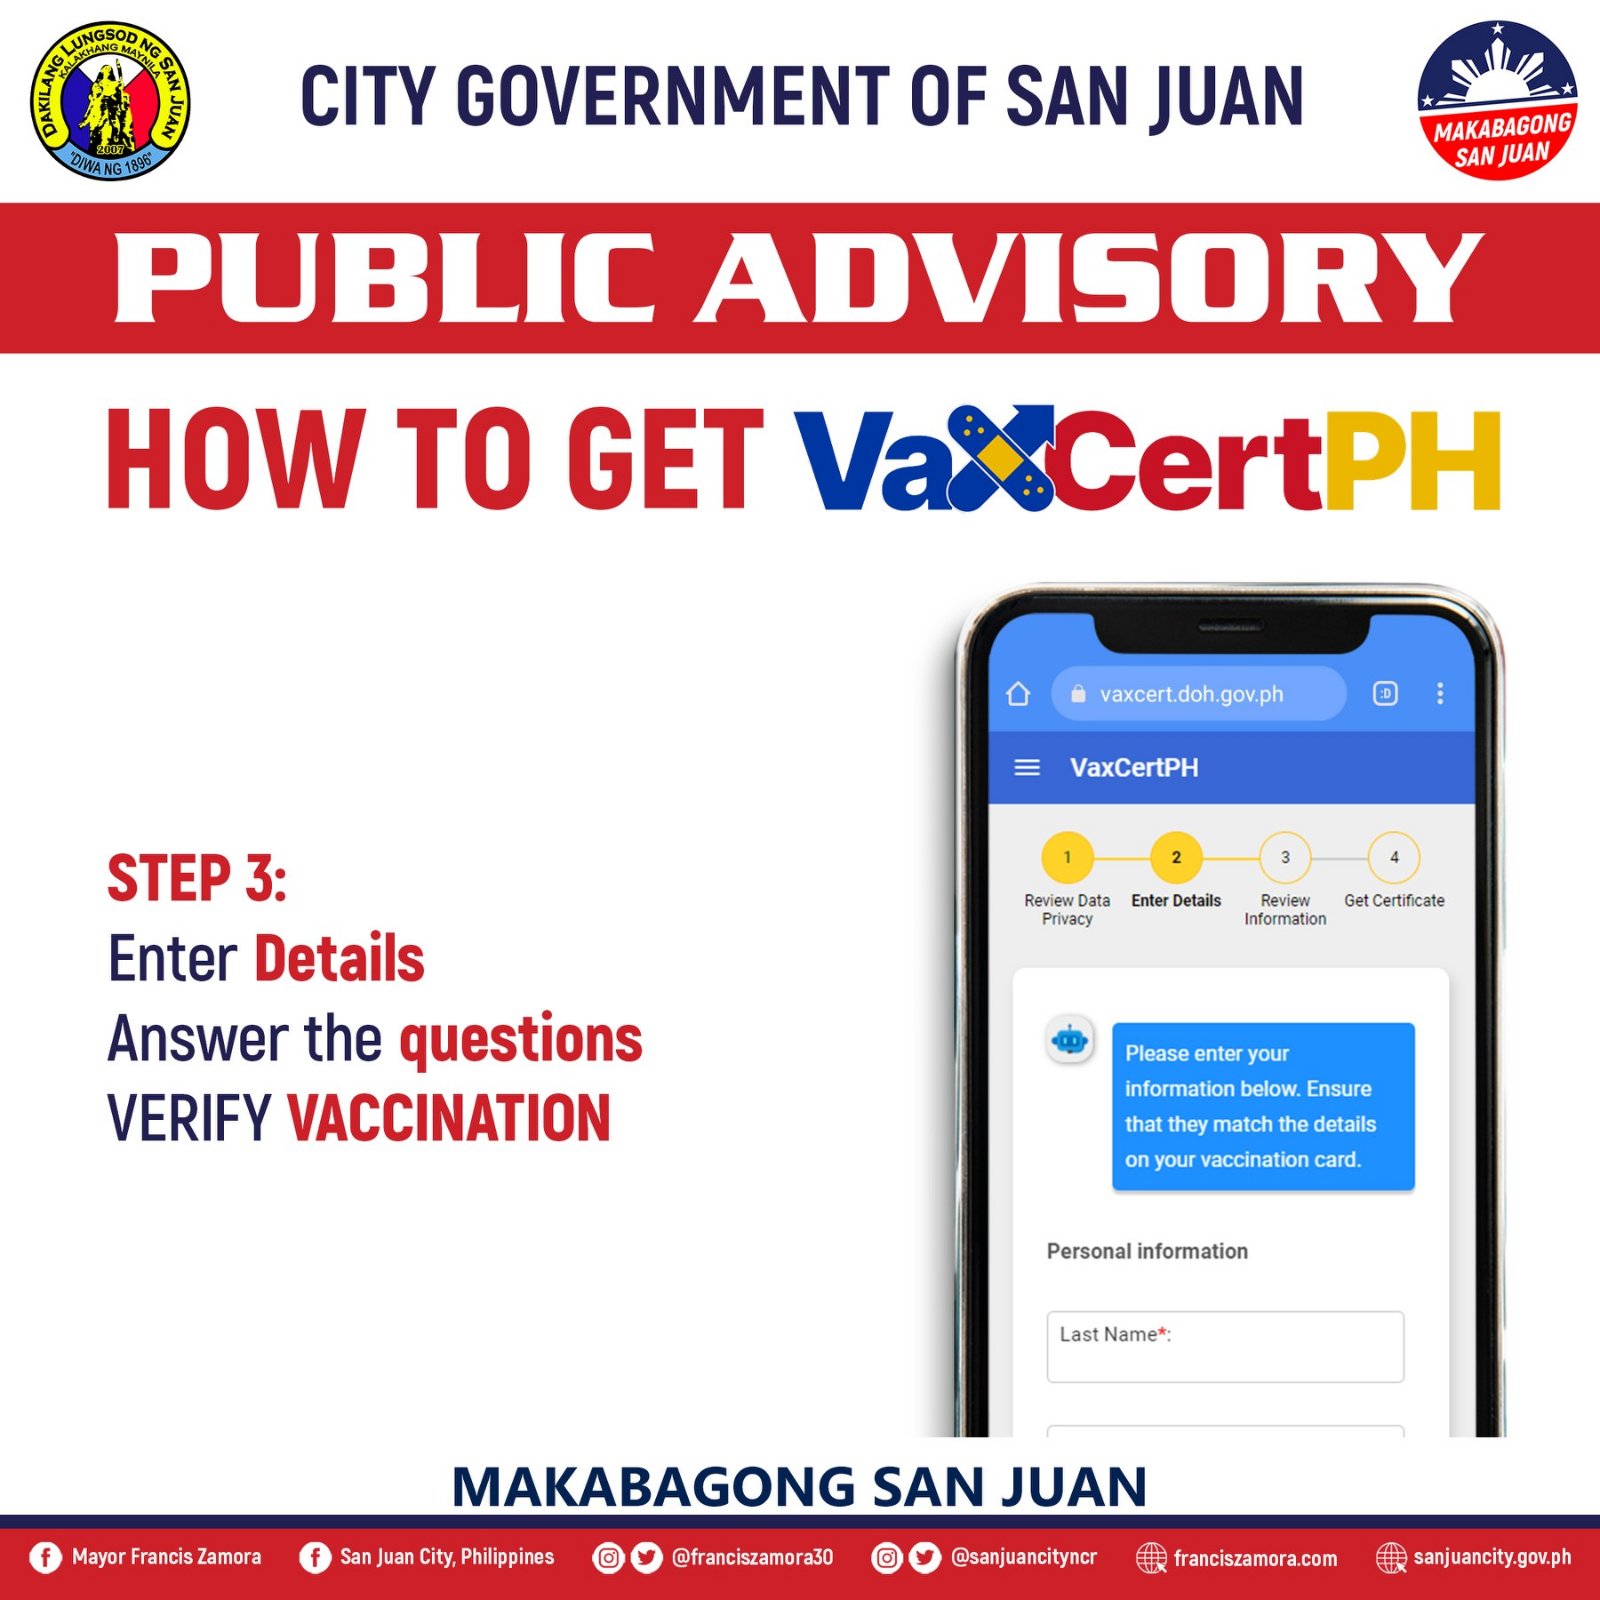 DAKILANG LUNGSOD NG SAN JUAN
KALAKHANG MAYNILA
2007
"DIWA NG 1896"
CITY GOVERNMENT OF SAN JUAN
MAKABAGONG
SAN JUAN
PUBLIC ADVISORY
HOW TO GET VaxCertPH
vaxcert.doh.gov.ph
:D
VaxCertPH
1 2 3 4
Review Data Privacy
Enter Details
Review Information
Get Certificate
STEP 3:
Enter Details
Answer the questions
VERIFY VACCINATION
Please enter your
information below. Ensure
that they match the details
on your vaccination card.
Personal information
Last Name*:
MAKABAGONG SAN JUAN
Mayor Francis Zamora San Juan City, Philippines @franciszamora30 @sanjuancityncr franciszamora.com sanjuancity.gov.ph